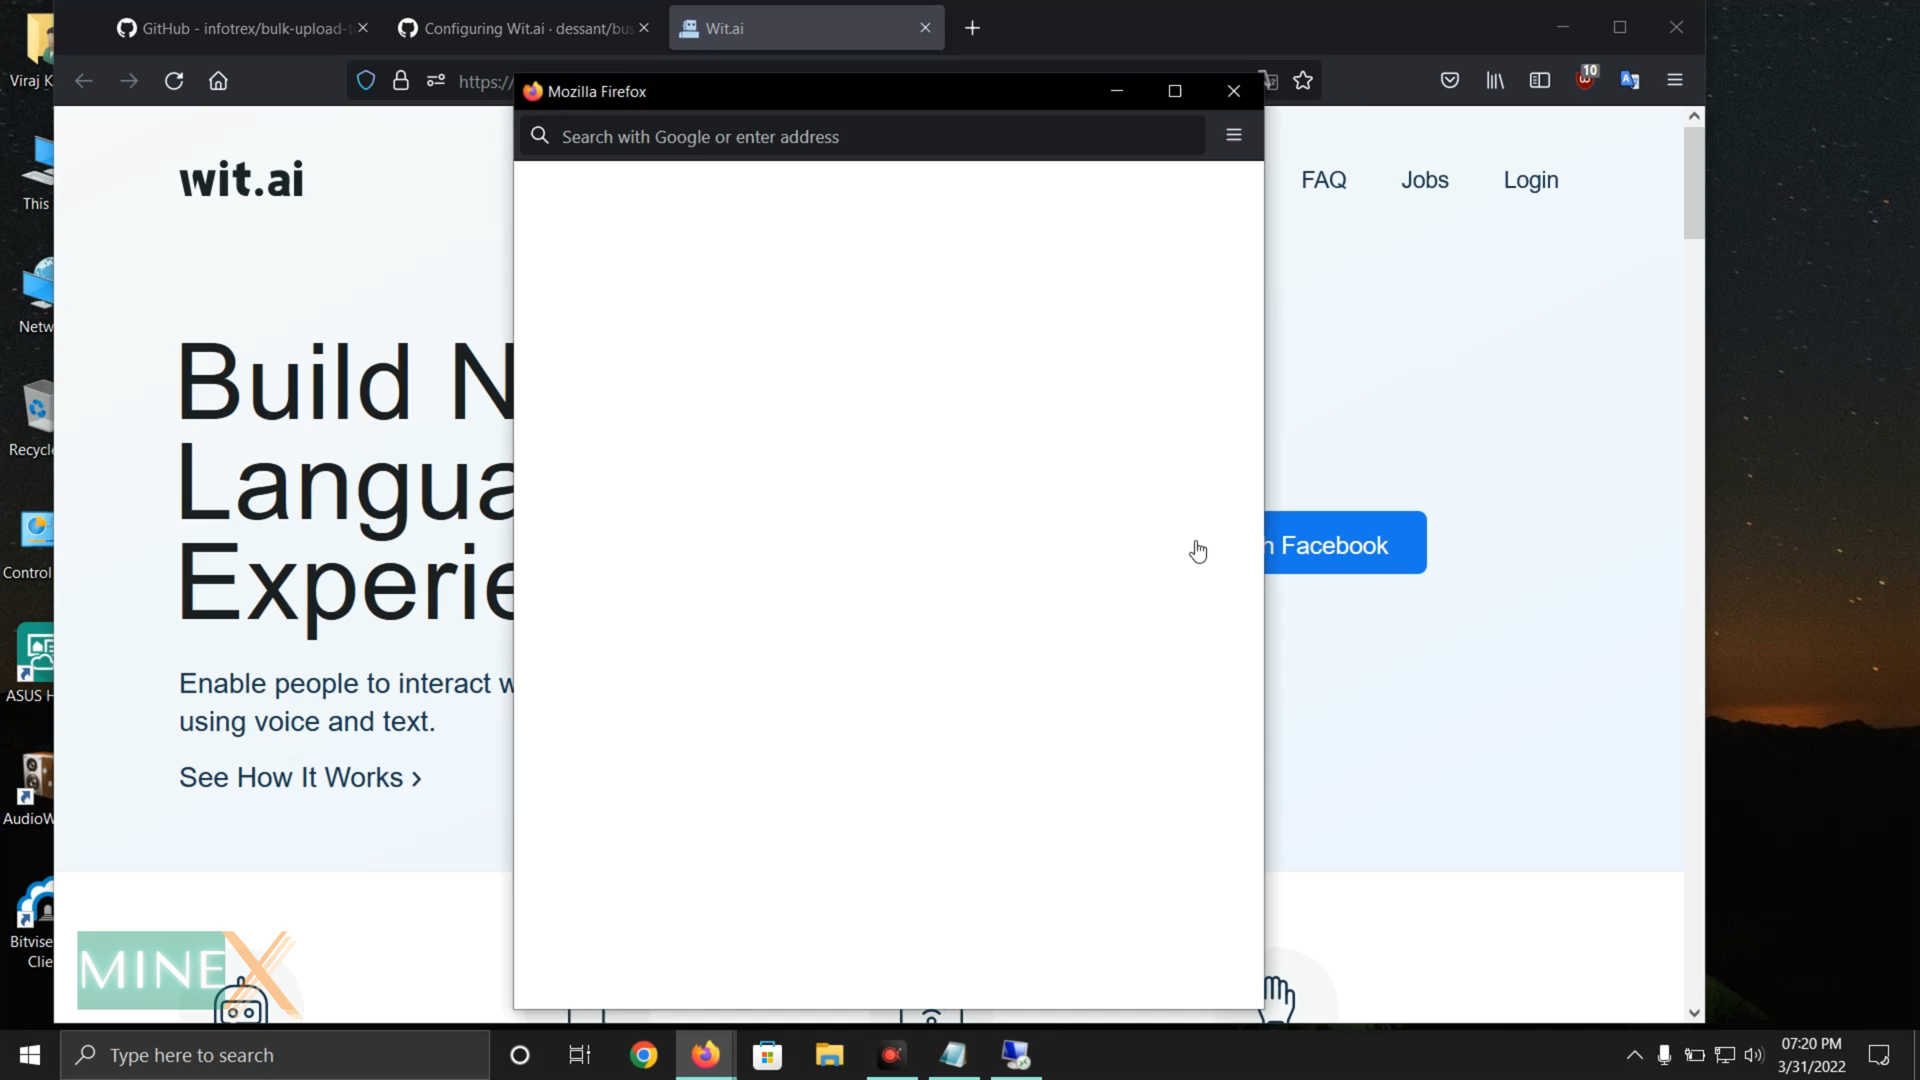 GitHub - infotrex/bulk-upload-
Configuring Wit.ai · dessant/bus
Wit.ai
https://
10
Mozilla Firefox
Search with Google or enter address
wit.ai
FAQ
Jobs
Login
Build N
Langua
Experie
h Facebook
Enable people to interact w
using voice and text.
See How It Works ›
Viraj K
This
Netw
Recycle
Control
ASUS H
AudioW
Bitvise
Clie
MINEX
Type here to search
07:20 PM
3/31/2022